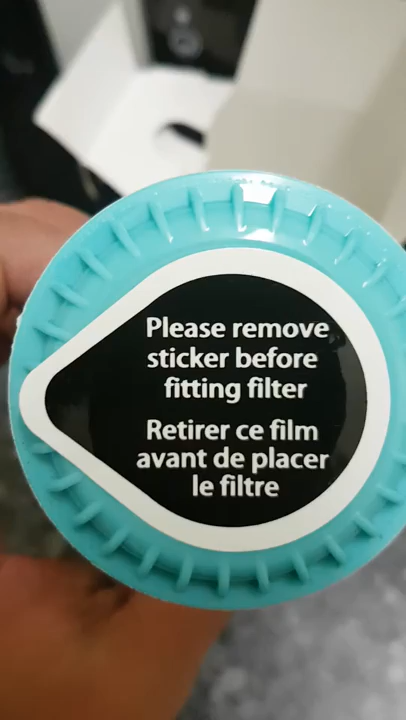 Please remove
sticker before
fitting filter
Retirer ce film
avant de placer
le filtre